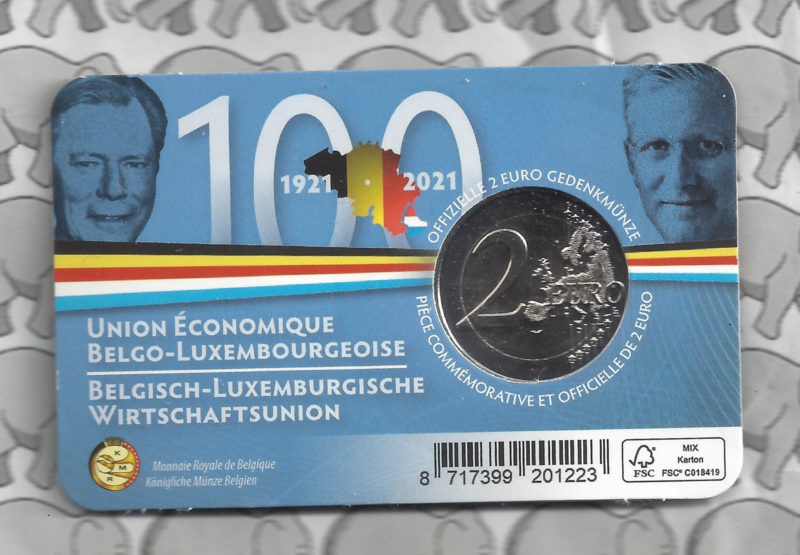 100
1921 2021
OFFIZIELLE 2 EURO GEDENKMÜNZE
2 EURO
PIÈCE COMMÉMORATIVE ET OFFICIELLE DE 2 EURO
UNION ÉCONOMIQUE
BELGO-LUXEMBOURGEOISE
BELGISCH-LUXEMBURGISCHE
WIRTSCHAFTSUNION
K
M R
Monnaie Royale de Belgique
Königliche Münze Belgien
8 717399 201223
FSC
MIX
Karton
FSC® C018419